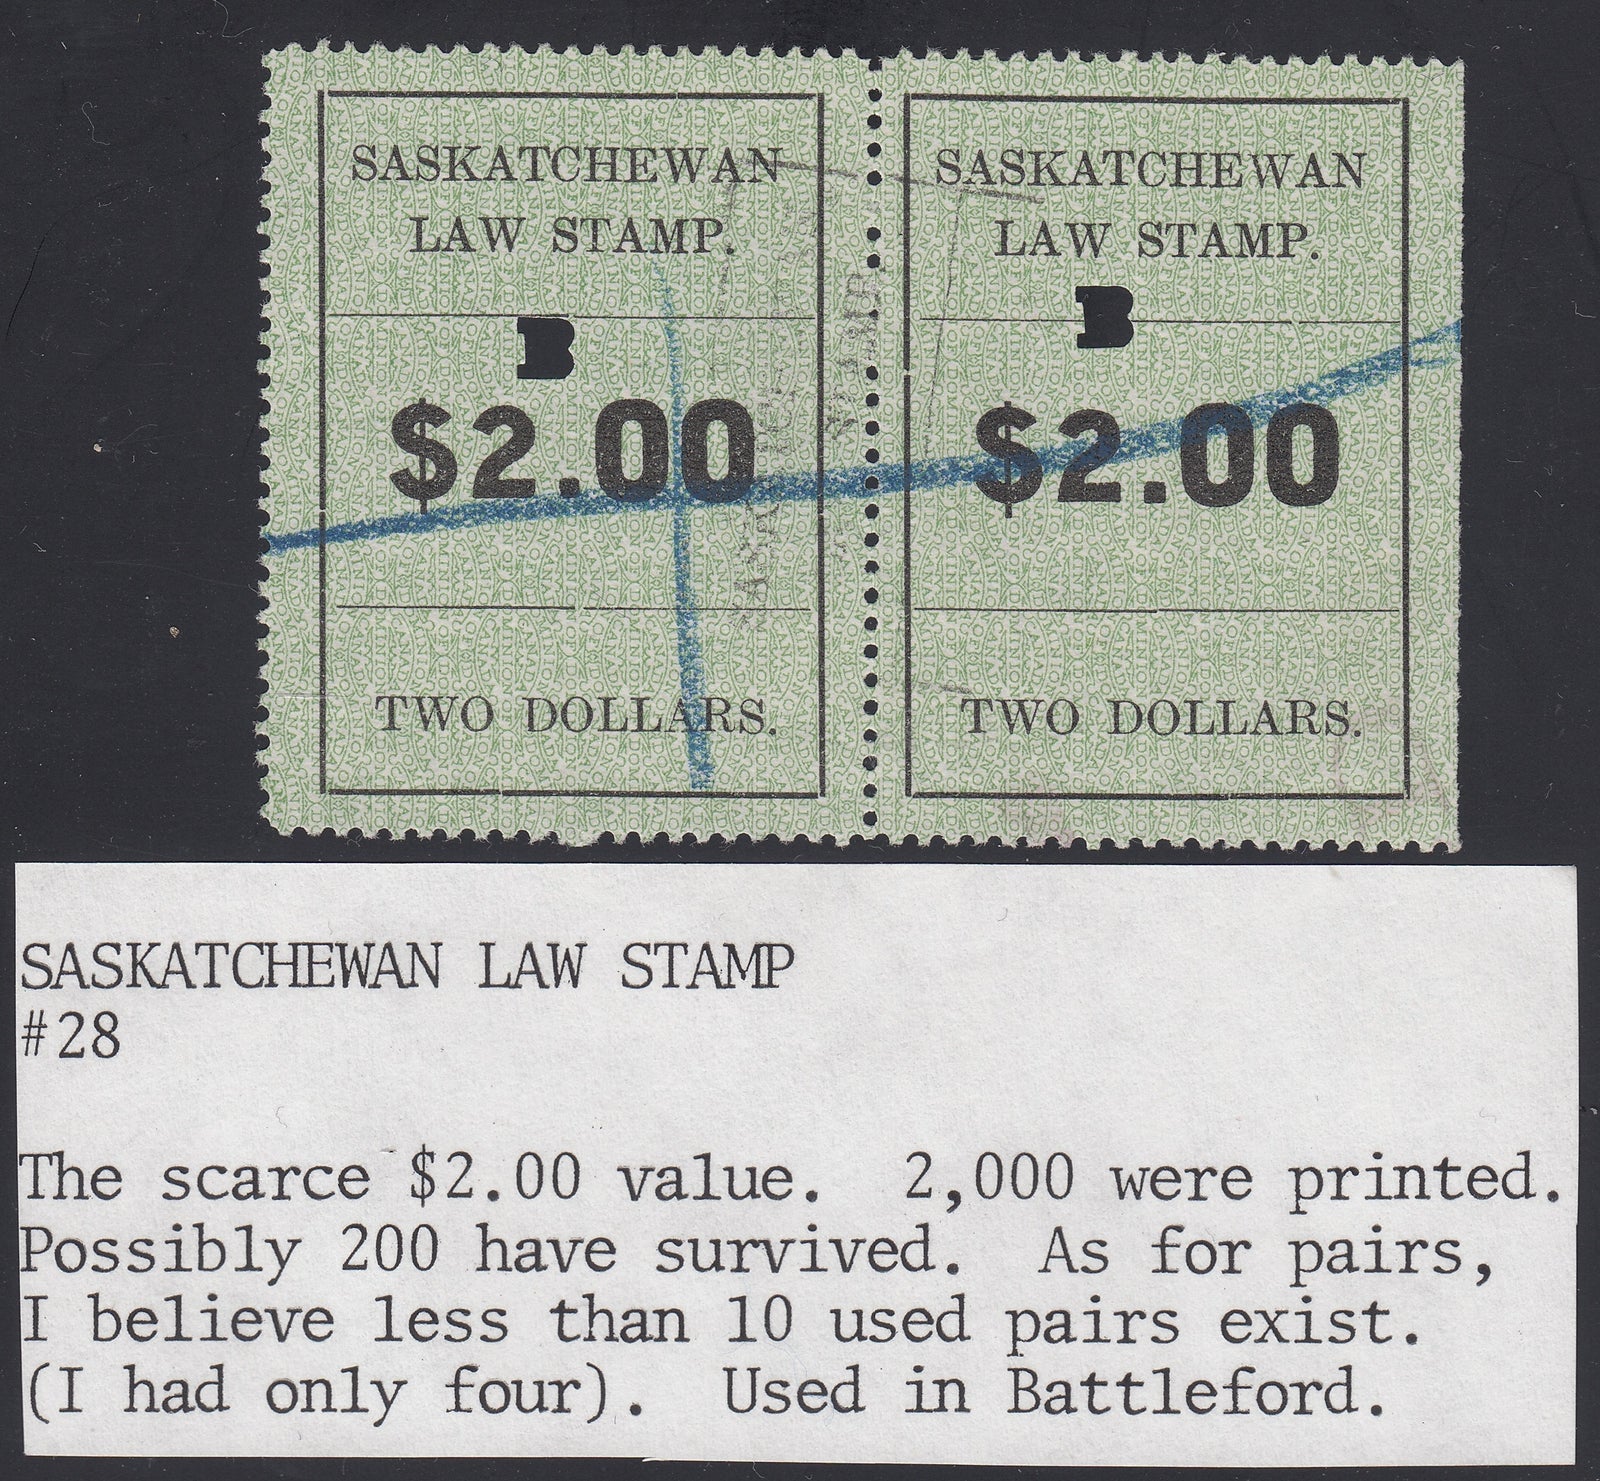 SASKATCHEWAN
LAW STAMP.
B
$2.00
TWO DOLLARS.
SASKATCHEWAN
LAW STAMP.
B
$2.00
TWO DOLLARS.
SASKATCHEWAN LAW STAMP
#28
The scarce $2.00 value. 2,000 were printed.
Possibly 200 have survived. As for pairs,
I believe less than 10 used pairs exist.
(I had only four). Used in Battleford.